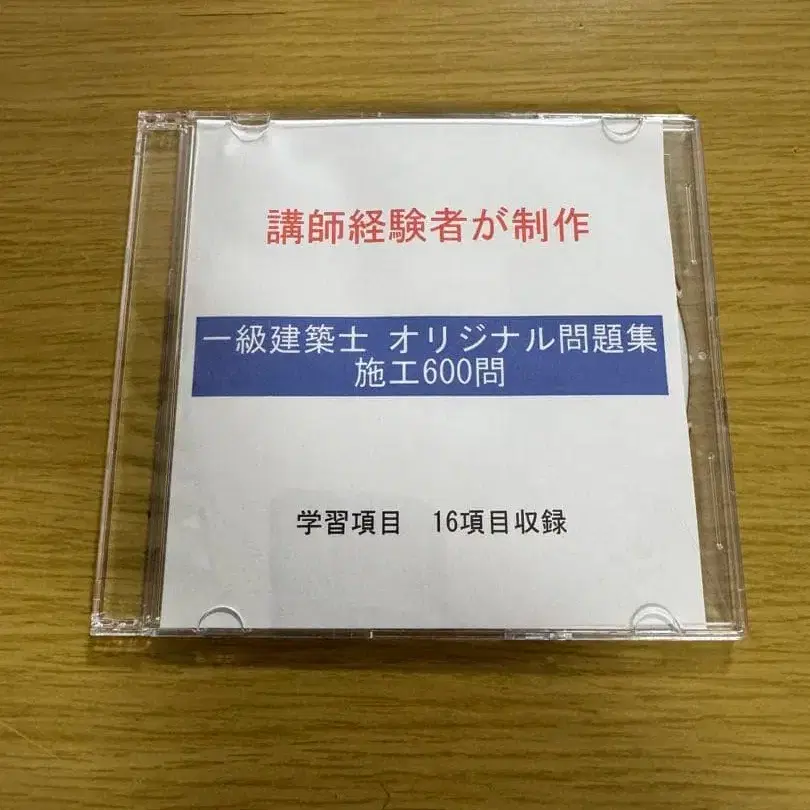 講師経験者が制作
一級建築士 オリジナル問題集
施工600問
学習項目　16項目収録